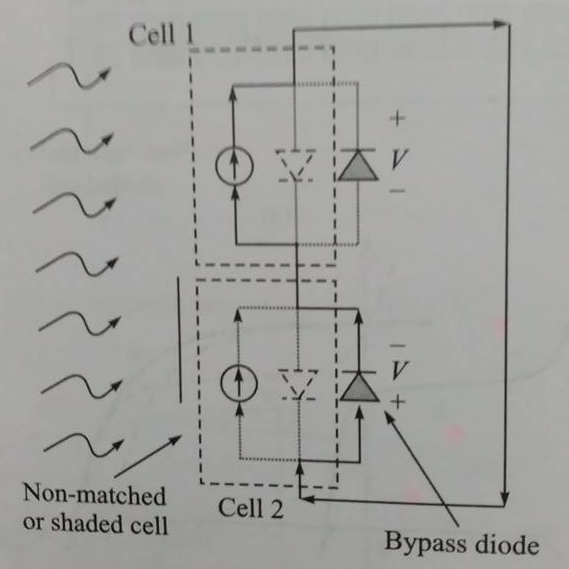 Cell 1
+
V
−
−
V
+
Non-matched
or shaded cell
Cell 2
Bypass diode